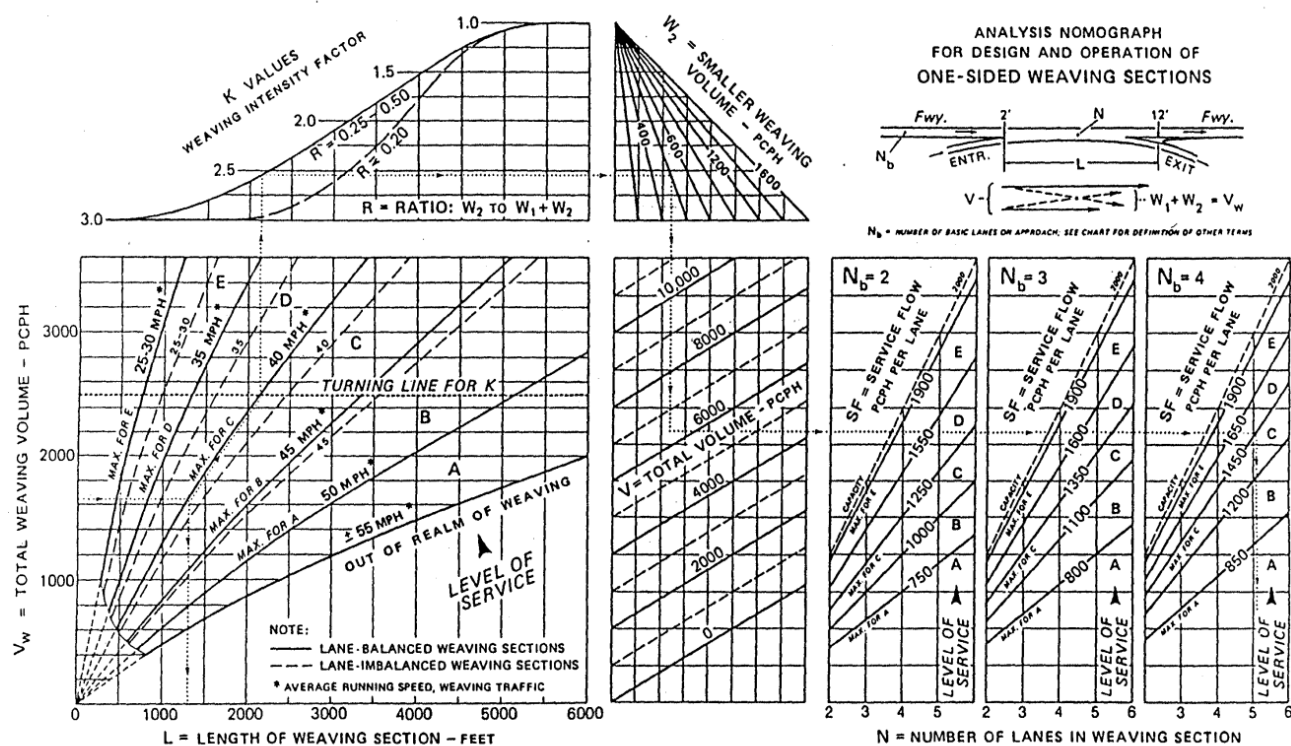 ANALYSIS NOMOGRAPH
FOR DESIGN AND OPERATION OF
ONE-SIDED WEAVING SECTIONS
Fwy.
2'
N
12'
Fwy.
N_b
ENTR.
L
EXIT
V
W₁ + W₂ = V_w
N_b = NUMBER OF BASIC LANES ON APPROACH; SEE CHART FOR DEFINITION OF OTHER TERMS
K VALUES
WEAVING INTENSITY FACTOR
1.0
1.5
2.0
2.5
3.0
R = 0.25 - 0.50
R = 0.20
R = RATIO: W₂ TO W₁ + W₂
W₂ = SMALLER WEAVING
VOLUME - PCPH
400
600
1200
1600
V_w = TOTAL WEAVING VOLUME - PCPH
3000
2000
1000
0
25-30 MPH *
25-30
E
35 MPH *
35
D
40 MPH *
40
C
TURNING LINE FOR K
45 MPH *
45
B
50 MPH *
A
± 55 MPH *
OUT OF REALM OF WEAVING
MAX. FOR E
MAX. FOR D
MAX. FOR C
MAX. FOR B
MAX. FOR A
LEVEL OF
SERVICE
NOTE:
LANE-BALANCED WEAVING SECTIONS
LANE-IMBALANCED WEAVING SECTIONS
* AVERAGE RUNNING SPEED, WEAVING TRAFFIC
0 1000 2000 3000 4000 5000 6000
L = LENGTH OF WEAVING SECTION - FEET
10,000
8000
6000
V = TOTAL VOLUME - PCPH
4000
2000
0
N_b = 2
SF = SERVICE FLOW
PCPH PER LANE
2000
1900
1550
1250
1000
750
E
D
C
B
A
CAPACITY
MAX. FOR E
MAX. FOR C
MAX. FOR A
LEVEL OF
SERVICE
2 3 4 5 6
N_b = 3
SF = SERVICE FLOW
PCPH PER LANE
2000
1900
1600
1350
1100
800
E
D
C
B
A
CAPACITY
MAX. FOR E
MAX. FOR C
MAX. FOR A
LEVEL OF
SERVICE
2 3 4 5 6
N_b = 4
SF = SERVICE FLOW
PCPH PER LANE
2000
1900
1650
1450
1200
850
E
D
C
B
A
CAPACITY
MAX. FOR E
MAX. FOR C
MAX. FOR A
LEVEL OF
SERVICE
3 4 5 6
N = NUMBER OF LANES IN WEAVING SECTION